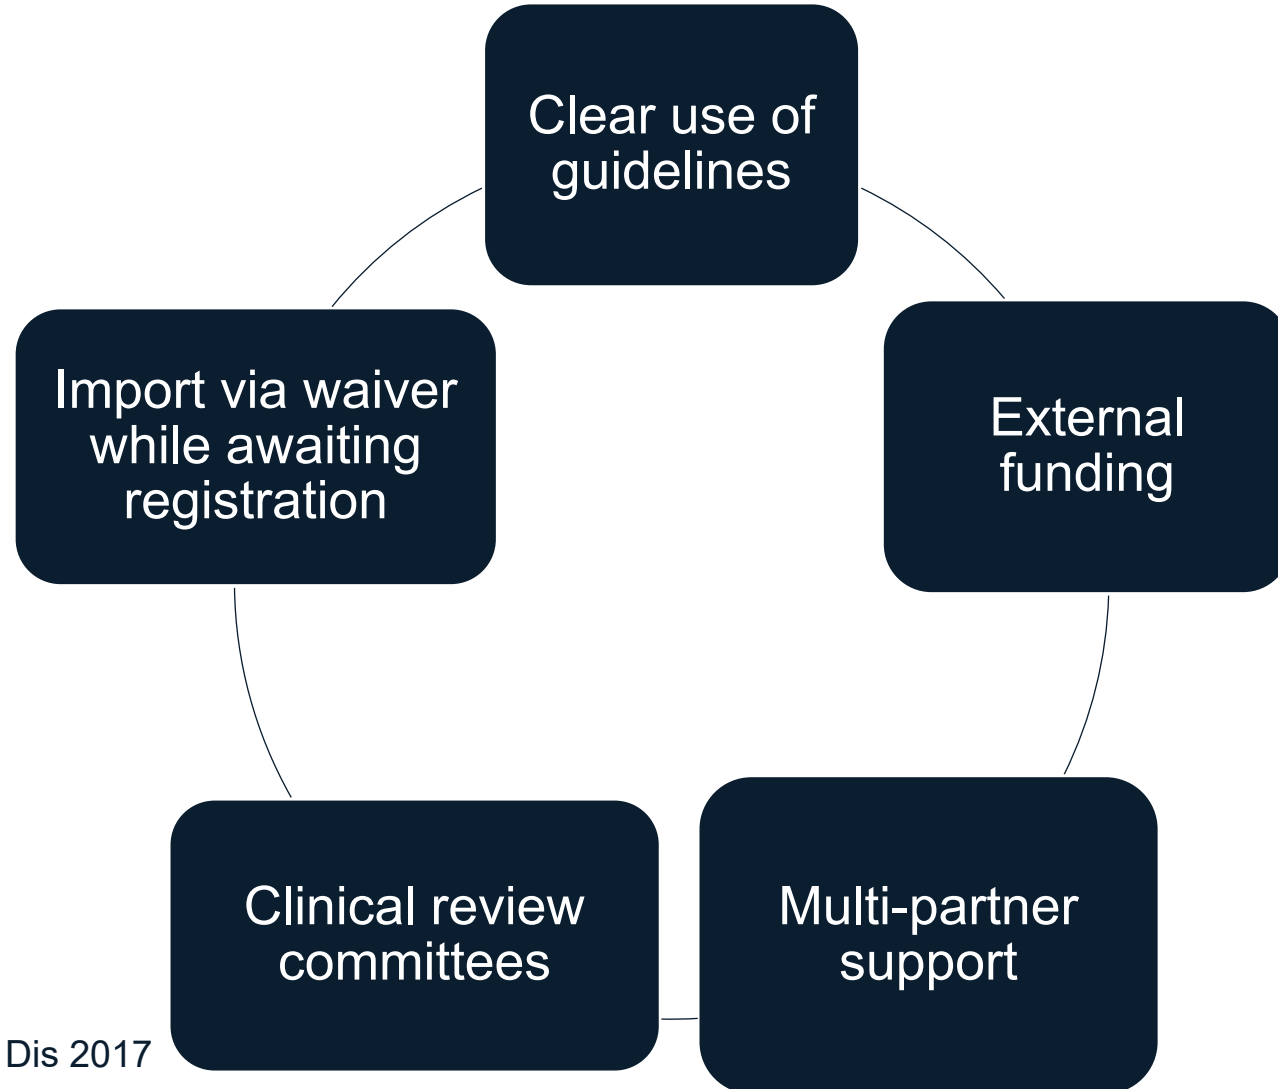 Clear use of
guidelines
External
funding
Multi-partner
support
Clinical review
committees
Import via waiver
while awaiting
registration
Dis 2017